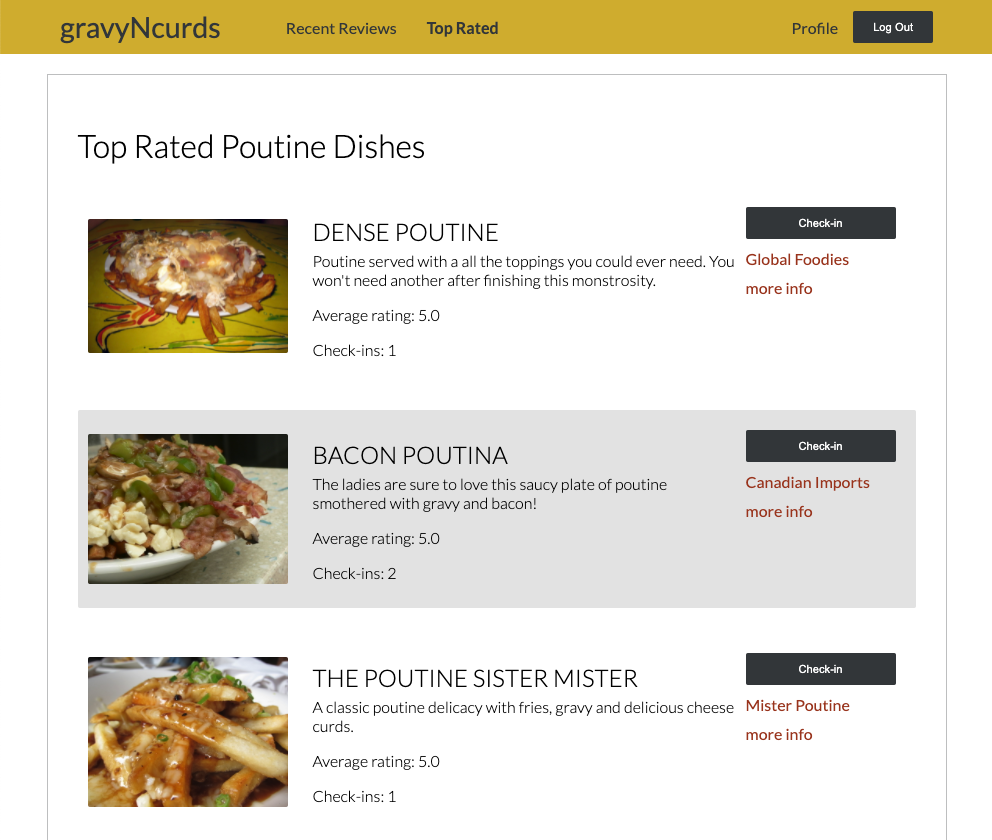 gravyNcurds
Recent Reviews
Top Rated
Profile
Log Out
Top Rated Poutine Dishes
DENSE POUTINE
Poutine served with a all the toppings you could ever need. You
won't need another after finishing this monstrosity.
Average rating: 5.0
Check-ins: 1
Check-in
Global Foodies
more info
BACON POUTINA
The ladies are sure to love this saucy plate of poutine
smothered with gravy and bacon!
Average rating: 5.0
Check-ins: 2
Check-in
Canadian Imports
more info
THE POUTINE SISTER MISTER
A classic poutine delicacy with fries, gravy and delicious cheese
curds.
Average rating: 5.0
Check-ins: 1
Check-in
Mister Poutine
more info